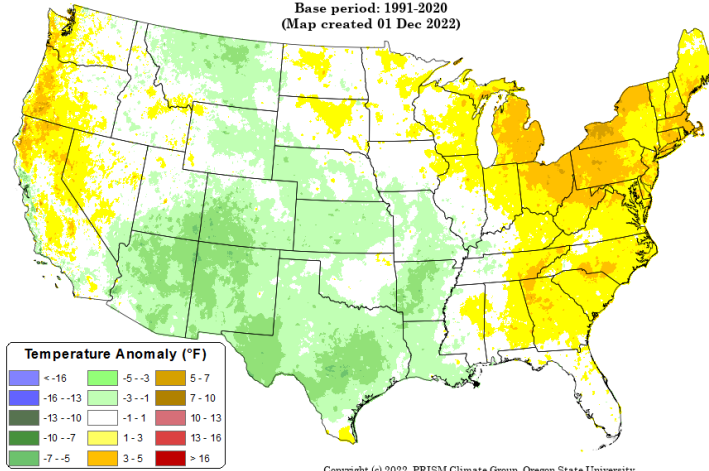 Base period: 1991-2020
(Map created 01 Dec 2022)
Temperature Anomaly (°F)
< -16
-5 - -3
5 - 7
-16 - -13
-3 - -1
7 - 10
-13 - -10
-1 - 1
10 - 13
-10 - -7
1 - 3
13 - 16
-7 - -5
3 - 5
> 16
Copyright (c) 2022, PRISM Climate Group, Oregon State University